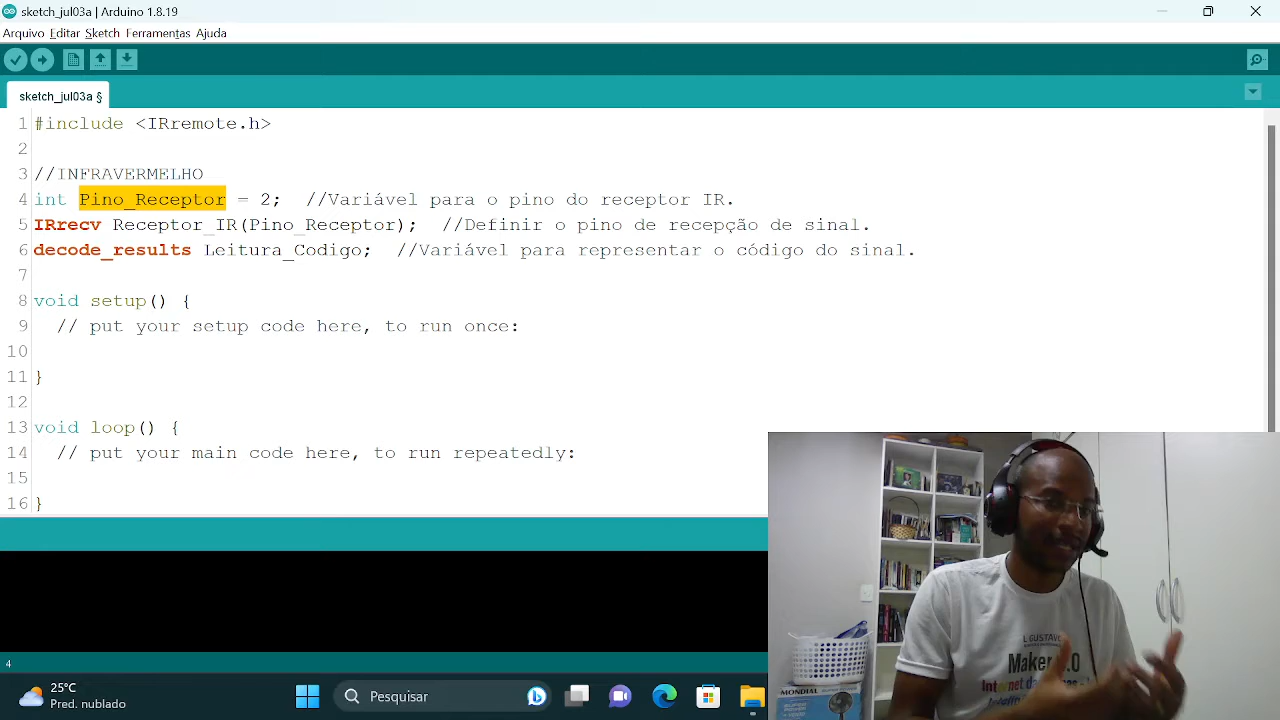 sketch_jul03a | Arduino 1.8.19
Arquivo Editar Sketch Ferramentas Ajuda
sketch_jul03a §
1 #include <IRremote.h>
2
3 //INFRAVERMELHO
4 int Pino_Receptor = 2; //Variável para o pino do receptor IR.
5 IRrecv Receptor_IR(Pino_Receptor); //Definir o pino de recepção de sinal.
6 decode_results Leitura_Codigo; //Variável para representar o código do sinal.
7
8 void setup() {
9 // put your setup code here, to run once:
10
11 }
12
13 void loop() {
14 // put your main code here, to run repeatedly:
15
16 }
L GUSTAVO
Maker
Internet das
MONDIAL
4
25°C
Pred. nublado
Pesquisar